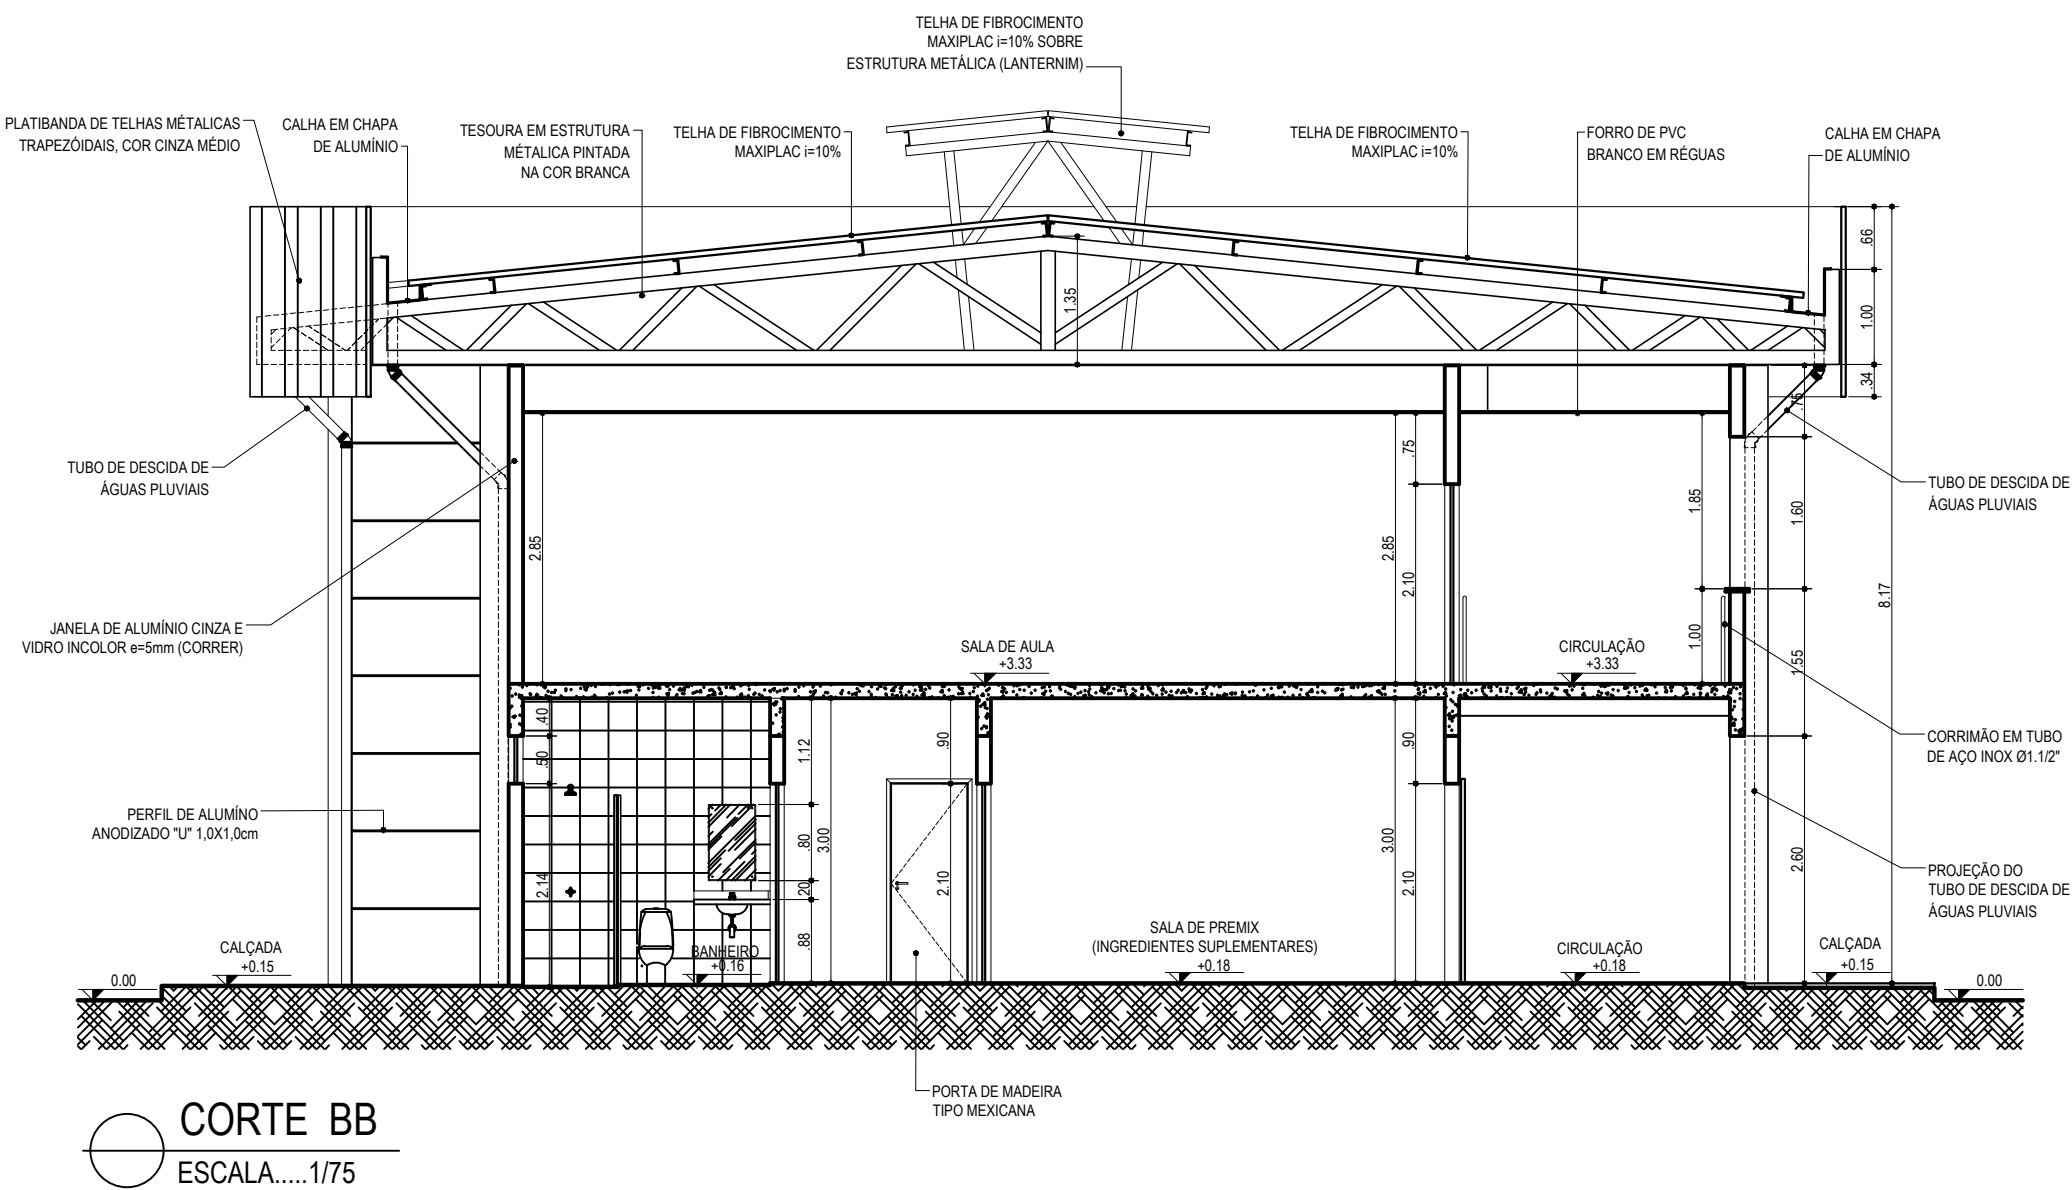 TELHA DE FIBROCIMENTO
MAXIPLAC i=10% SOBRE
ESTRUTURA METÁLICA (LANTERNIM)
PLATIBANDA DE TELHAS MÉTALICAS
TRAPEZÓIDAIS, COR CINZA MÉDIO
CALHA EM CHAPA
DE ALUMÍNIO
TESOURA EM ESTRUTURA
MÉTALICA PINTADA
NA COR BRANCA
TELHA DE FIBROCIMENTO
MAXIPLAC i=10%
TELHA DE FIBROCIMENTO
MAXIPLAC i=10%
FORRO DE PVC
BRANCO EM RÉGUAS
CALHA EM CHAPA
DE ALUMÍNIO
.66
1.35
1.00
.34
.75
TUBO DE DESCIDA DE
ÁGUAS PLUVIAIS
.75
TUBO DE DESCIDA DE
ÁGUAS PLUVIAIS
2.85
2.85
2.10
1.85
1.60
8.17
JANELA DE ALUMÍNIO CINZA E
VIDRO INCOLOR e=5mm (CORRER)
SALA DE AULA
+3.33
CIRCULAÇÃO
+3.33
1.00
1.55
.40
.50
1.12
.90
.90
CORRIMÃO EM TUBO
DE AÇO INOX Ø1.1/2"
PERFIL DE ALUMÍNO
ANODIZADO "U" 1,0X1,0cm
2.14
.80
3.00
.20
.88
2.10
3.00
2.10
2.60
PROJEÇÃO DO
TUBO DE DESCIDA DE
ÁGUAS PLUVIAIS
CALÇADA
+0.15
0.00
BANHEIRO
+0.16
SALA DE PREMIX
(INGREDIENTES SUPLEMENTARES)
+0.18
CIRCULAÇÃO
+0.18
CALÇADA
+0.15
0.00
PORTA DE MADEIRA
TIPO MEXICANA
CORTE BB
ESCALA.....1/75